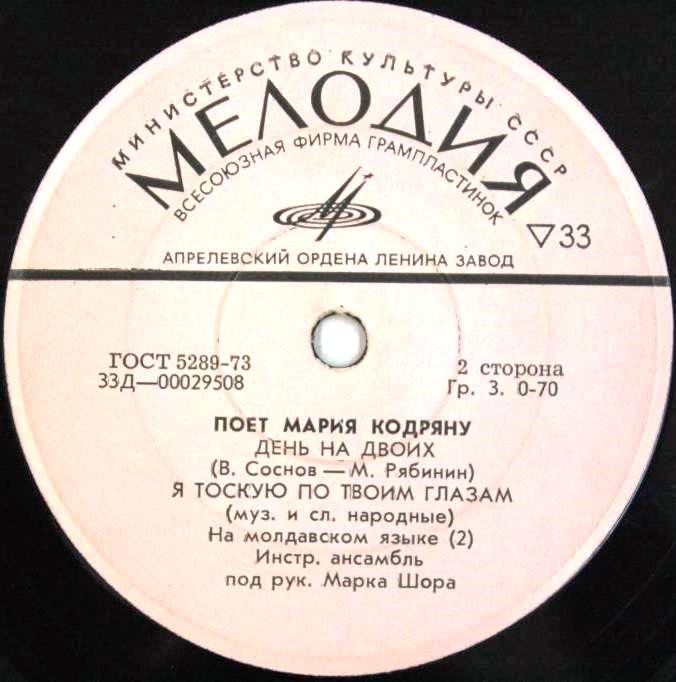 МИНИСТЕРСТВО КУЛЬТУРЫ СССР
МЕЛОДИЯ
ВСЕСОЮЗНАЯ ФИРМА ГРАМПЛАСТИНОК
▽33
АПРЕЛЕВСКИЙ ОРДЕНА ЛЕНИНА ЗАВОД
ГОСТ 5289-73
33Д—00029508
2 сторона
Гр. 3. 0-70
ПОЕТ МАРИЯ КОДРЯНУ
ДЕНЬ НА ДВОИХ
(В. Соснов — М. Рябинин)
Я ТОСКУЮ ПО ТВОИМ ГЛАЗАМ
(муз. и сл. народные)
На молдавском языке (2)
Инстр. ансамбль
под рук. Марка Шора